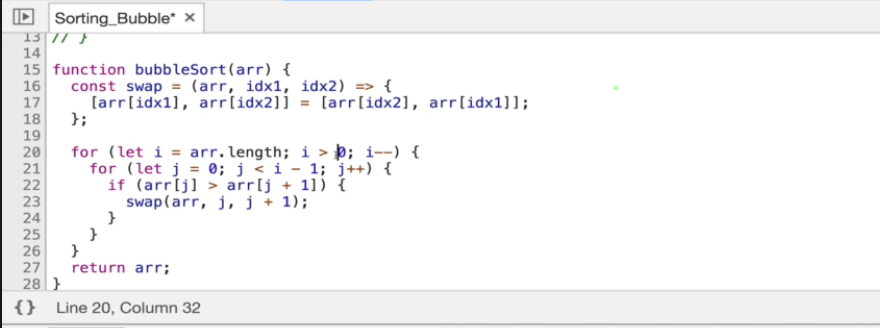 Sorting_Bubble* ×
13 // }
14
15 function bubbleSort(arr) {
16   const swap = (arr, idx1, idx2) => {
17     [arr[idx1], arr[idx2]] = [arr[idx2], arr[idx1]];
18   };
19
20   for (let i = arr.length; i > 0; i--) {
21     for (let j = 0; j < i - 1; j++) {
22       if (arr[j] > arr[j + 1]) {
23         swap(arr, j, j + 1);
24       }
25     }
26   }
27   return arr;
28 }
{} Line 20, Column 32